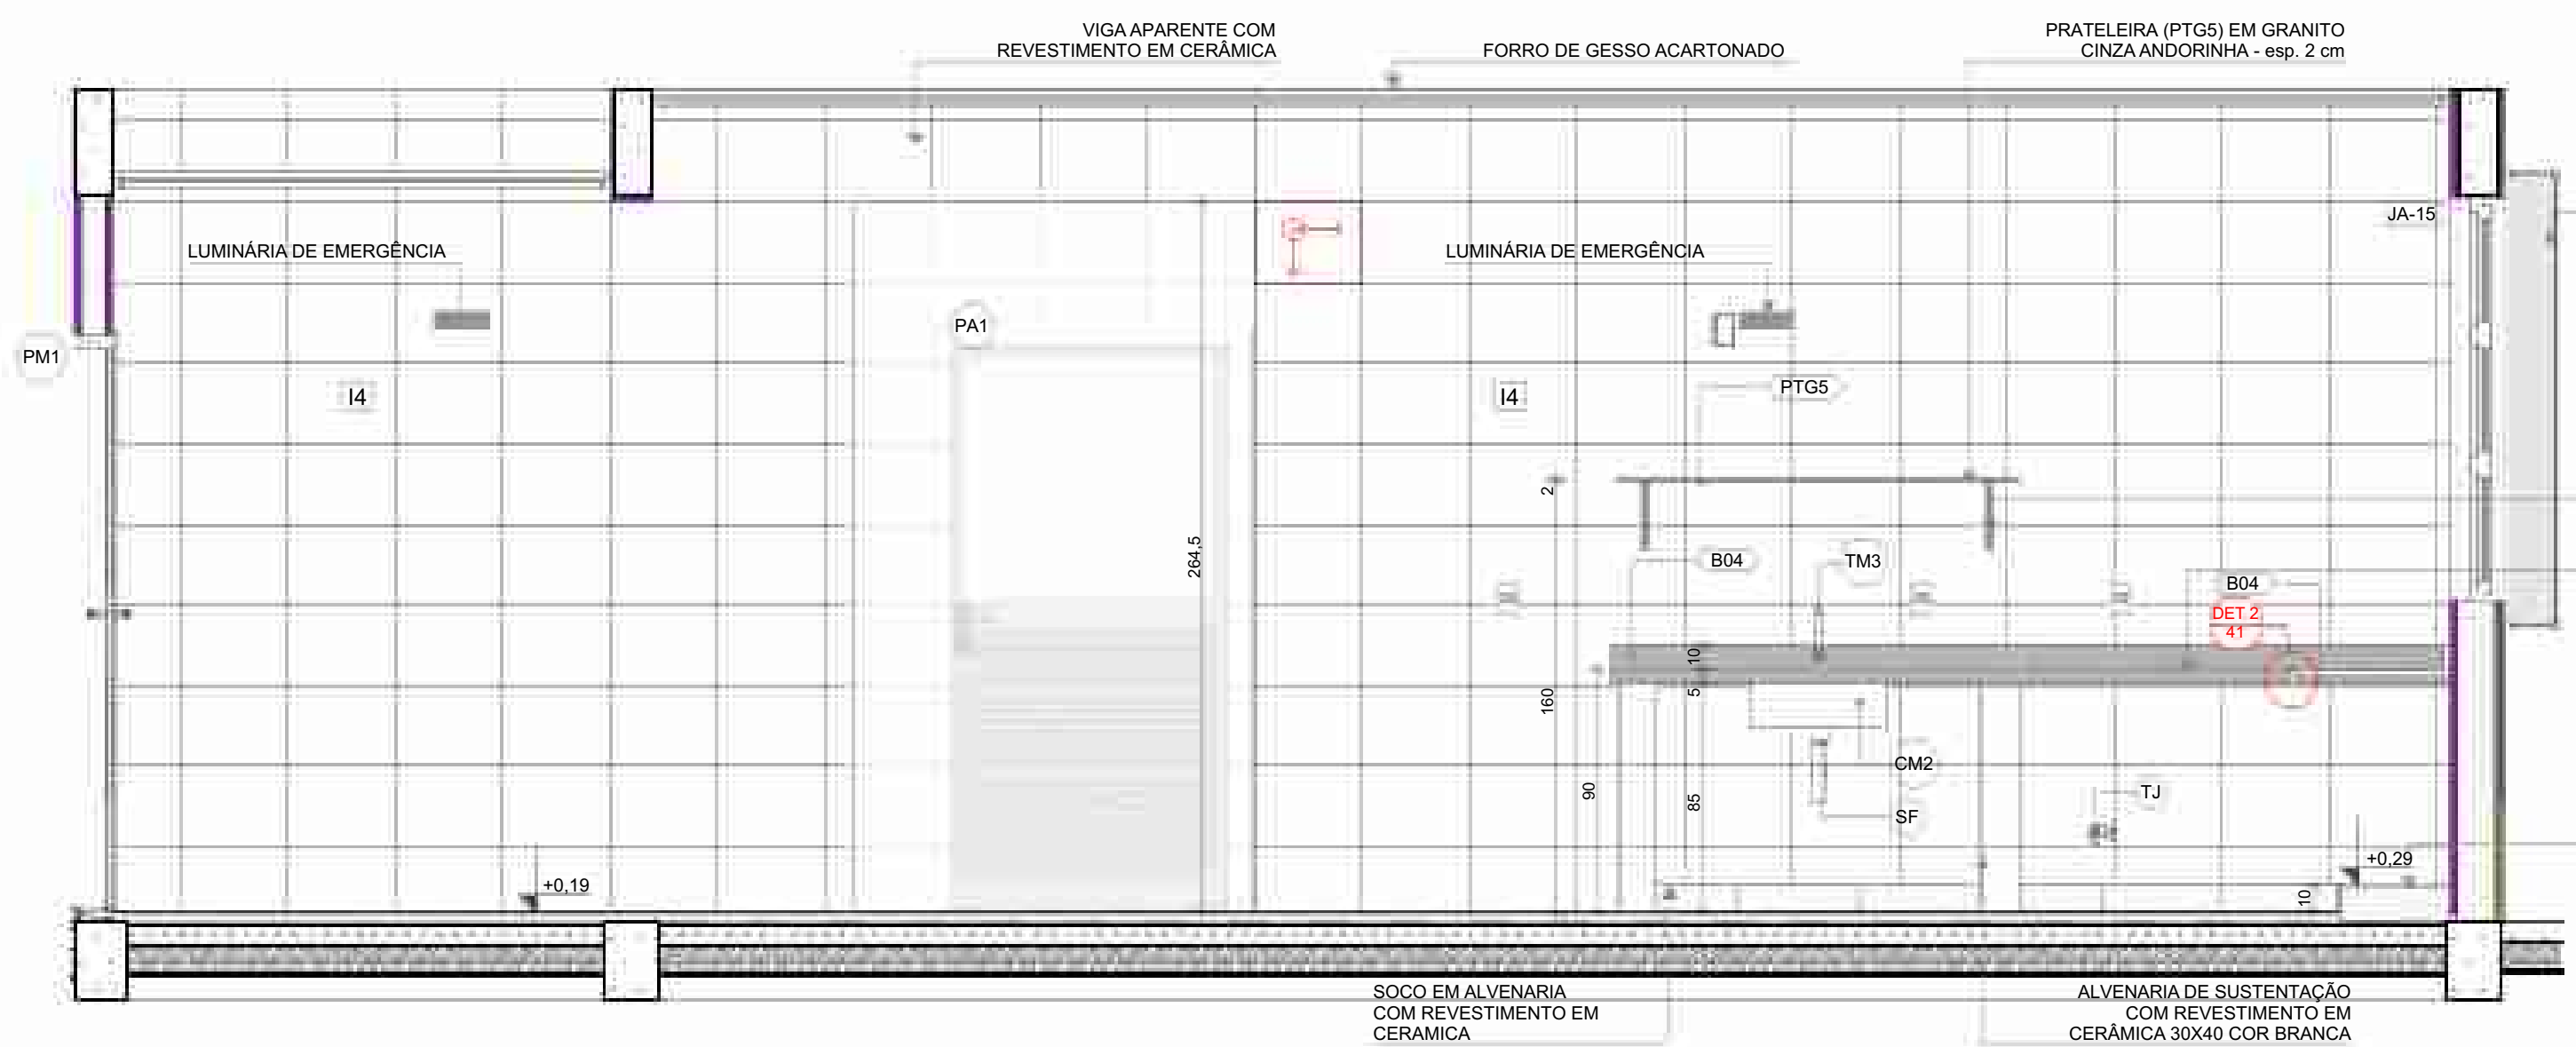 VIGA APARENTE COM
REVESTIMENTO EM CERÂMICA
FORRO DE GESSO ACARTONADO
PRATELEIRA (PTG5) EM GRANITO
CINZA ANDORINHA - esp. 2 cm
JA-15
LUMINÁRIA DE EMERGÊNCIA
LUMINÁRIA DE EMERGÊNCIA
PA1
PM1
I4
I4
PTG5
2
264,5
B04
TM3
B04
DET 2
41
10
5
160
90
85
CM2
SF
TJ
+0,19
+0,29
10
SOCO EM ALVENARIA
COM REVESTIMENTO EM
CERAMICA
ALVENARIA DE SUSTENTAÇÃO
COM REVESTIMENTO EM
CERÂMICA 30X40 COR BRANCA